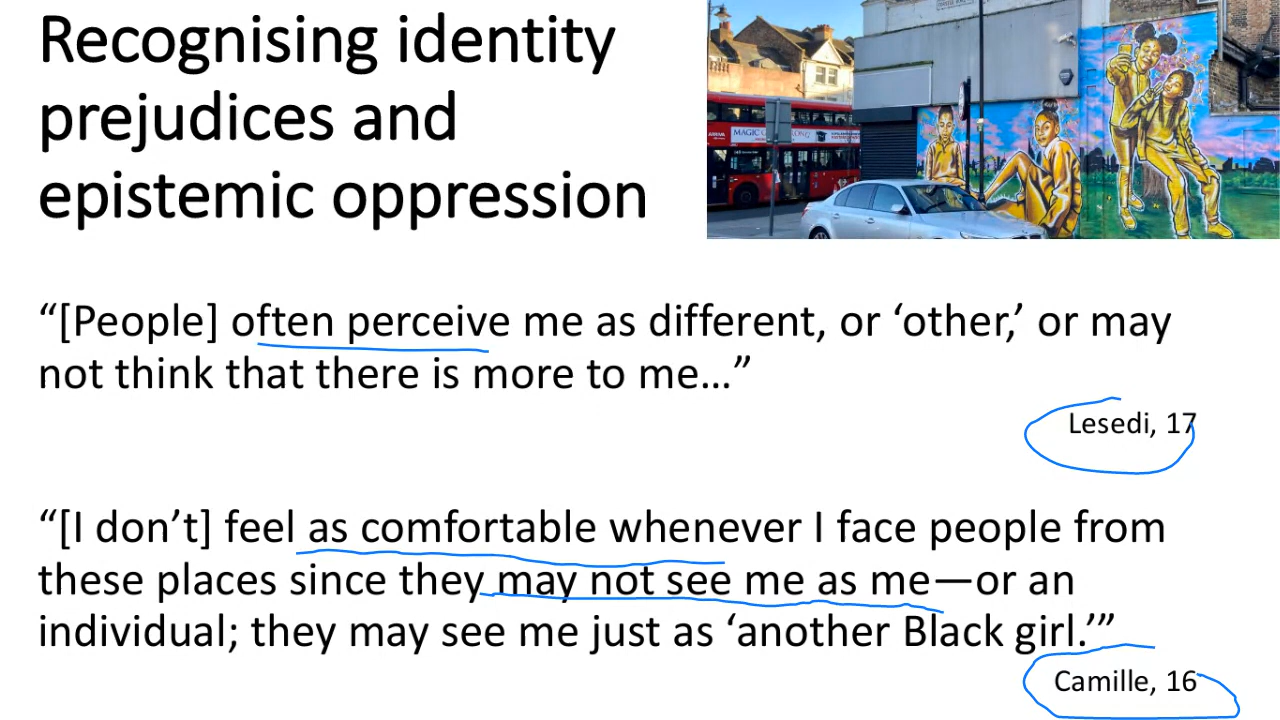 Recognising identity
prejudices and
epistemic oppression
“[People] often perceive me as different, or ‘other,’ or may
not think that there is more to me…”
Lesedi, 17
“[I don’t] feel as comfortable whenever I face people from
these places since they may not see me as me—or an
individual; they may see me just as ‘another Black girl.’”
Camille, 16